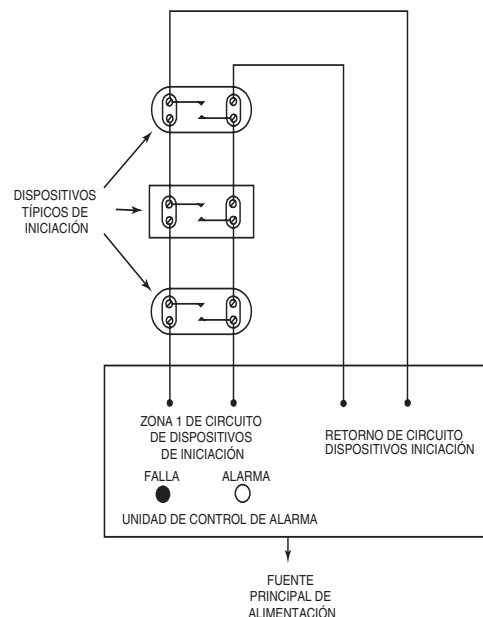 DISPOSITIVOS
TÍPICOS DE
INICIACIÓN
ZONA 1 DE CIRCUITO
DE DISPOSITIVOS
DE INICIACIÓN
RETORNO DE CIRCUITO
DISPOSITIVOS INICIACIÓN
FALLA
ALARMA
UNIDAD DE CONTROL DE ALARMA
FUENTE
PRINCIPAL DE
ALIMENTACIÓN